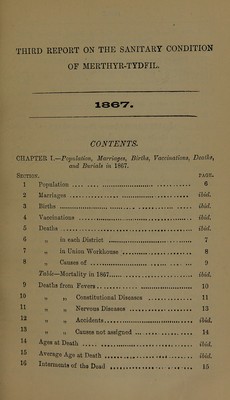 THIRD REPORT ON THE SANITARY CONDITION
OF MERTHYR-TYDFIL.
1867.
CONTENTS.
CHAPTER I.—Population, Marriages, Births, Vaccinations, Deaths,
and Burials in 1867.
SECTION. PAGE.
1 Population .... .... ................................ ........... 6
2 Marriages .................................... ............ ibid.
3 Births ................................................ ibid.
4 Vaccinations ............................................ ibid.
5 Deaths ................................................ ibid.
6 „ in each District .................................... 7
7 „ in Union Workhouse ................................ 8
8 „ Causes of ........................................ 9
Table—Mortality in 1867................................ ibid.
9 Deaths from Fevers...................................... 10
10 „ „ Constitutional Diseases .................... 11
11 „ „ Nervous Diseases ........................ 13
12 „ „ Accidents.................................. ibid.
13 „ „ Causes not assigned ........................ 14
14 Ages at Death .......................................... ibid.
15 Average Age at Death .................................. ibid.
16 Interments of the Dead .................................. 15